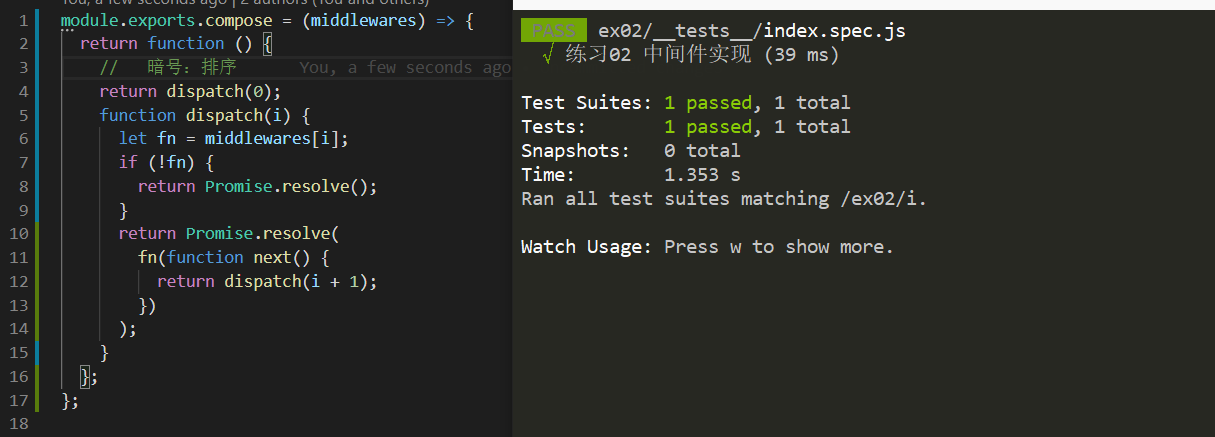 You, a few seconds ago | 2 authors (You and others)
1 module.exports.compose = (middlewares) => {
2 return function () {
3 // 暗号：排序 You, a few seconds ago
4 return dispatch(0);
5 function dispatch(i) {
6 let fn = middlewares[i];
7 if (!fn) {
8 return Promise.resolve();
9 }
10 return Promise.resolve(
11 fn(function next() {
12 return dispatch(i + 1);
13 })
14 );
15 }
16 };
17 };
18
PASS ex02/__tests__/index.spec.js
√ 练习02 中间件实现 (39 ms)
Test Suites: 1 passed, 1 total
Tests: 1 passed, 1 total
Snapshots: 0 total
Time: 1.353 s
Ran all test suites matching /ex02/i.
Watch Usage: Press w to show more.